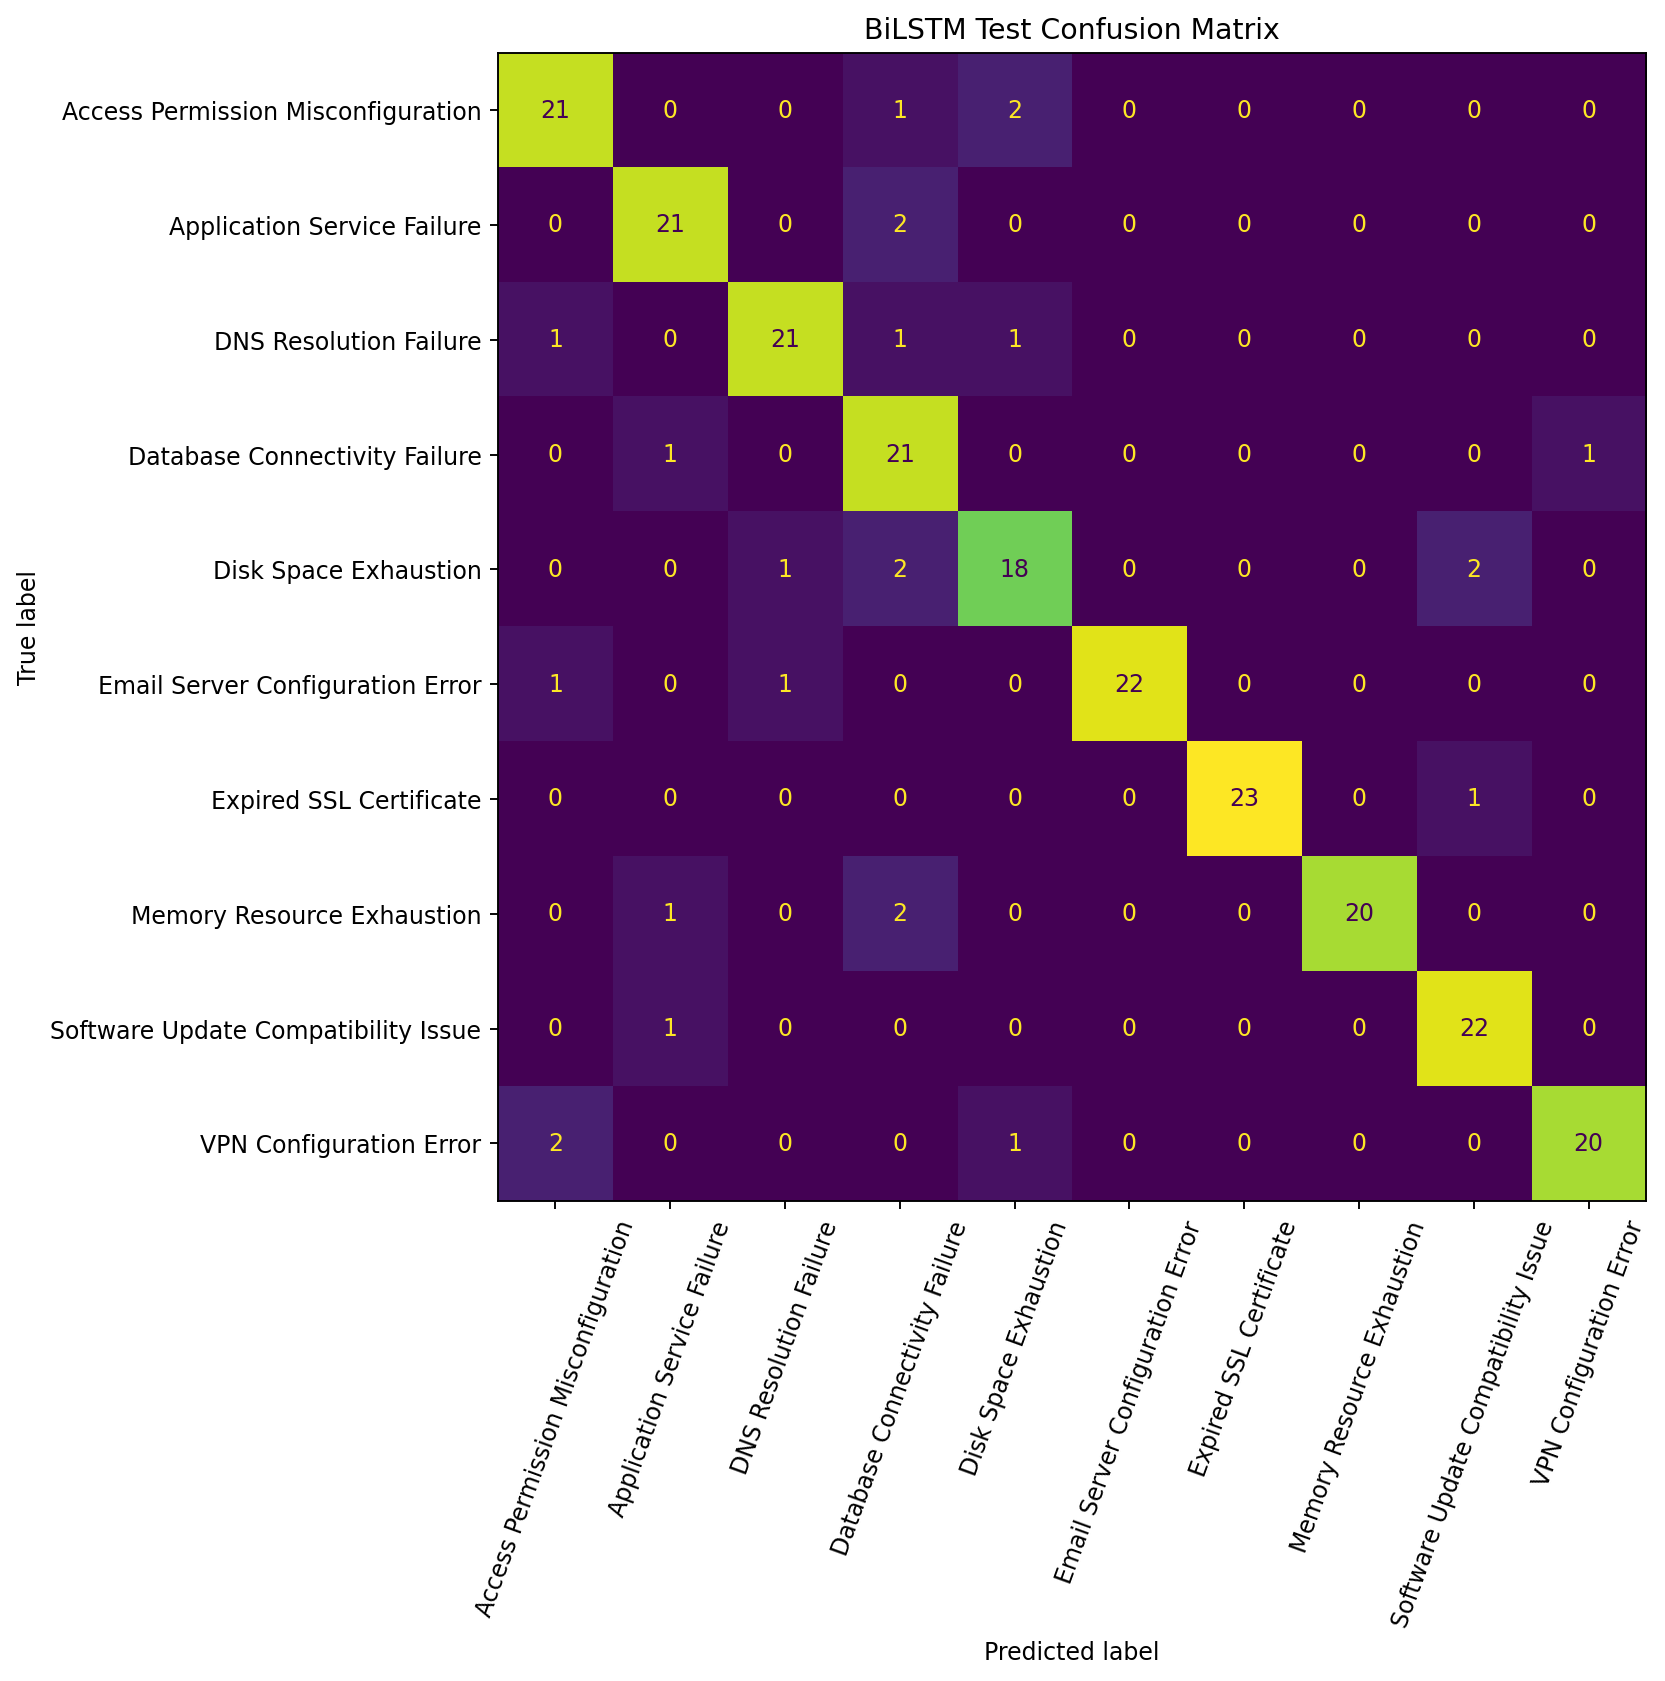 BiLSTM Test Confusion Matrix
Access Permission Misconfiguration 21 0 0 1 2 0 0 0 0 0
Application Service Failure 0 21 0 2 0 0 0 0 0 0
DNS Resolution Failure 1 0 21 1 1 0 0 0 0 0
Database Connectivity Failure 0 1 0 21 0 0 0 0 0 1
Disk Space Exhaustion 0 0 1 2 18 0 0 0 2 0
Email Server Configuration Error 1 0 1 0 0 22 0 0 0 0
Expired SSL Certificate 0 0 0 0 0 0 23 0 1 0
Memory Resource Exhaustion 0 1 0 2 0 0 0 20 0 0
Software Update Compatibility Issue 0 1 0 0 0 0 0 0 22 0
VPN Configuration Error 2 0 0 0 1 0 0 0 0 20
True label
Access Permission Misconfiguration
Application Service Failure
DNS Resolution Failure
Database Connectivity Failure
Disk Space Exhaustion
Email Server Configuration Error
Expired SSL Certificate
Memory Resource Exhaustion
Software Update Compatibility Issue
VPN Configuration Error
Predicted label